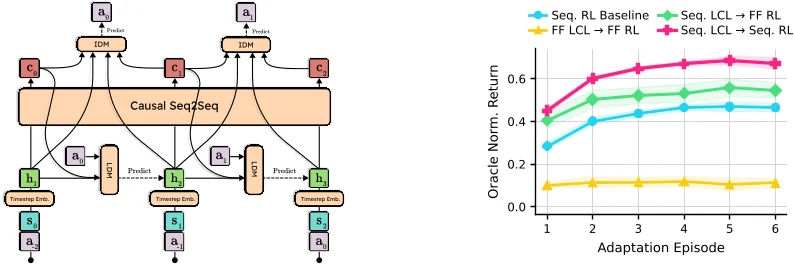 a0
a1
Predict
Predict
IDM
IDM
c0
c1
c2
Causal Seq2Seq
a0
a1
LDM
LDM
Predict
Predict
h1
h2
h3
Timestep Emb.
Timestep Emb.
Timestep Emb.
s0
s1
s2
a-2
a-1
a0
Seq. RL Baseline
Seq. LCL → FF RL
FF LCL → FF RL
Seq. LCL → Seq. RL
Oracle Norm. Return
0.6
0.4
0.2
0.0
1 2 3 4 5 6
Adaptation Episode